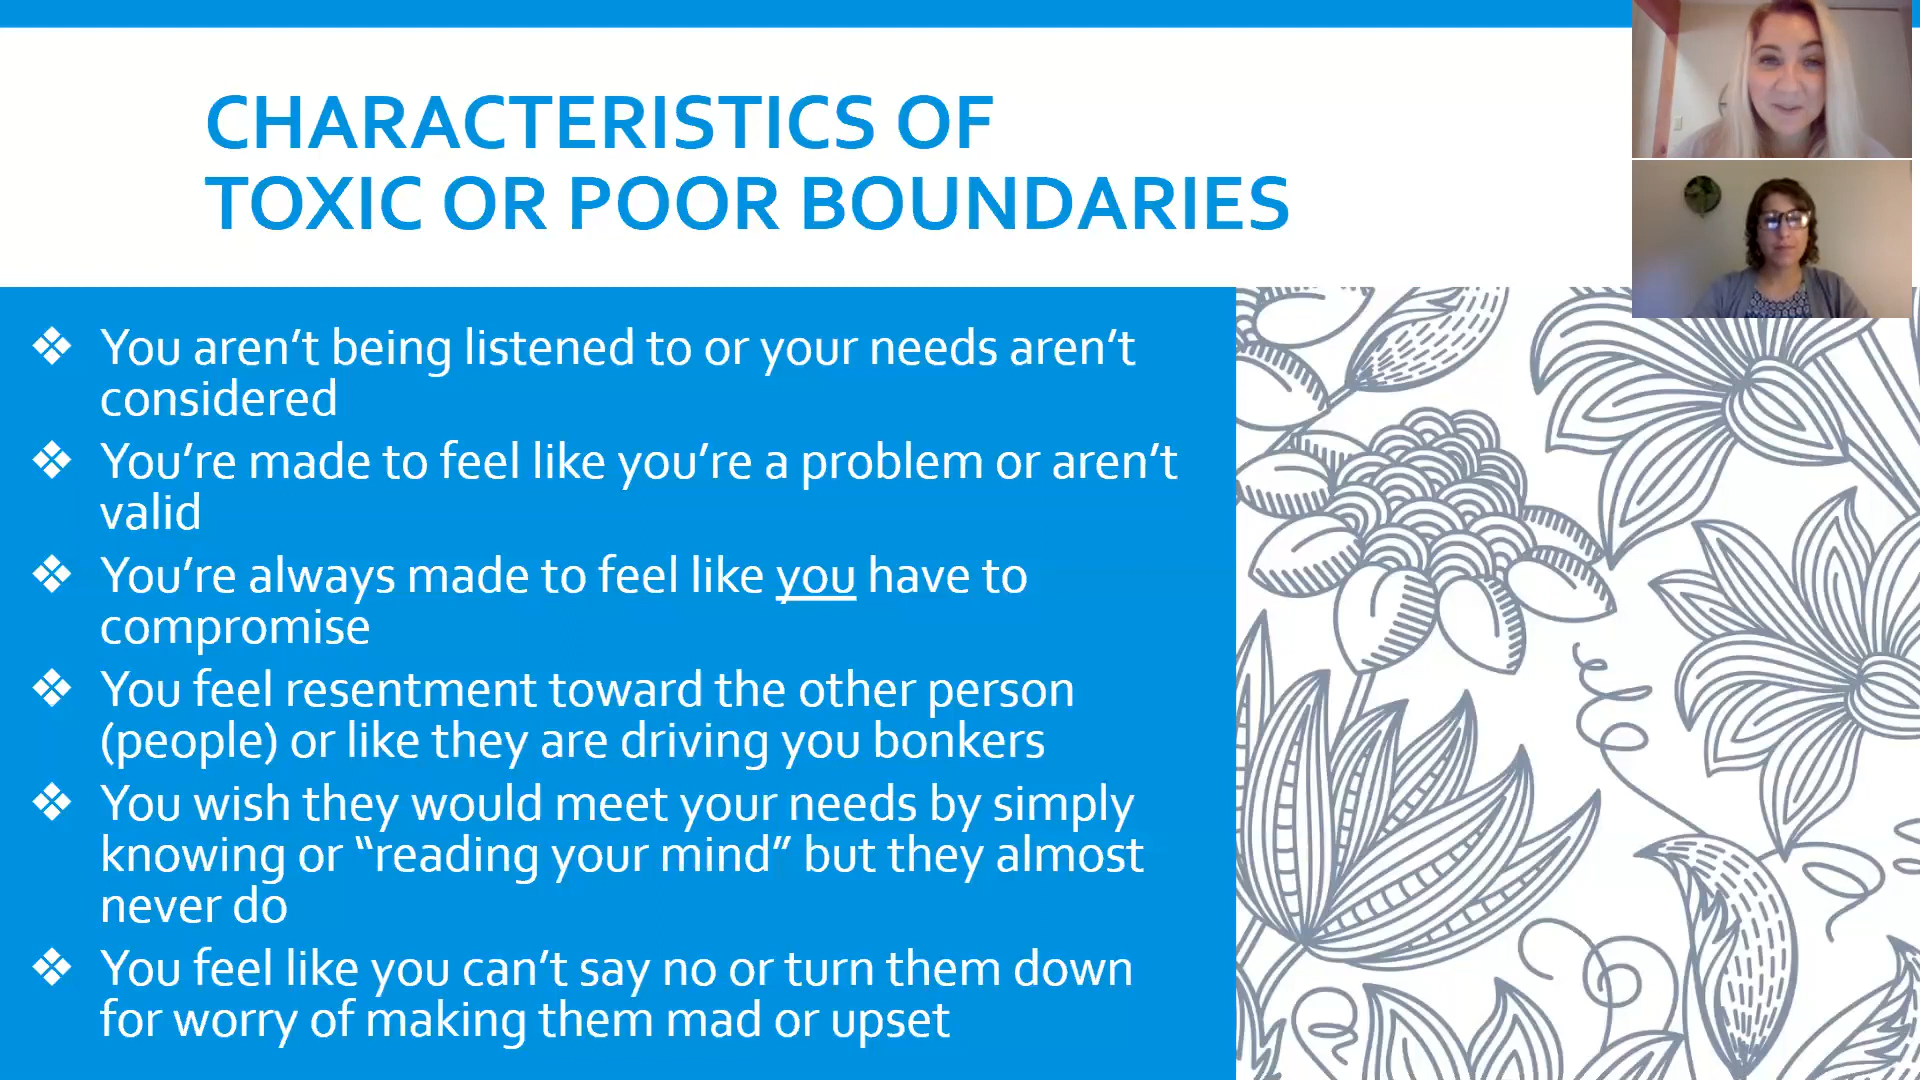 CHARACTERISTICS OF
TOXIC OR POOR BOUNDARIES
❖ You aren’t being listened to or your needs aren’t
considered
❖ You’re made to feel like you’re a problem or aren’t
valid
❖ You’re always made to feel like you have to
compromise
❖ You feel resentment toward the other person
(people) or like they are driving you bonkers
❖ You wish they would meet your needs by simply
knowing or “reading your mind” but they almost
never do
❖ You feel like you can’t say no or turn them down
for worry of making them mad or upset